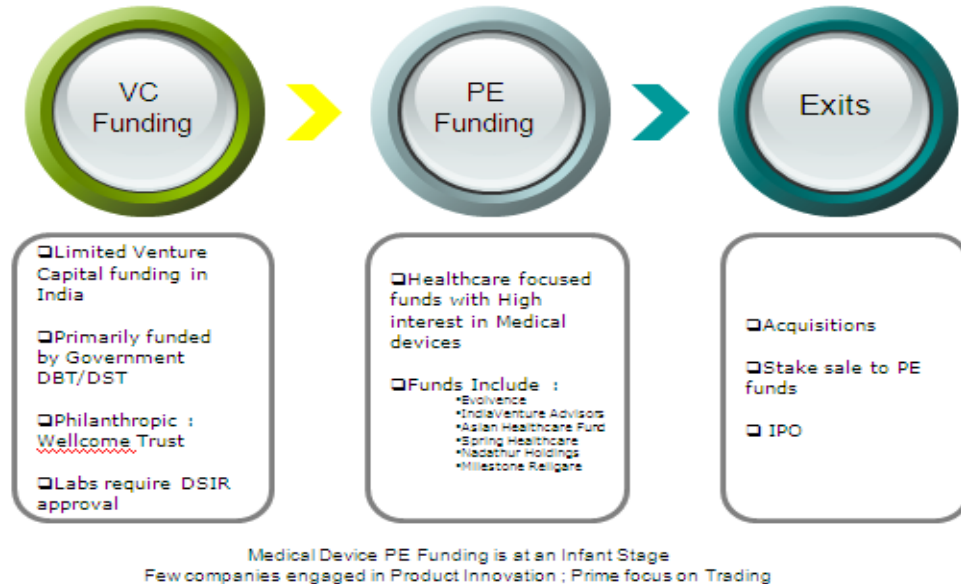 VC
Funding
PE
Funding
Exits
❑Limited Venture
Capital funding in
India
❑Primarily funded
by Government
DBT/DST
❑Philanthropic :
Wellcome Trust
❑Labs require DSIR
approval
❑Healthcare focused
funds with High
interest in Medical
devices
❑Funds Include :
▪Evolvence
▪IndiaVenture Advisors
▪Asian Healthcare Fund
▪Spring Healthcare
▪Nadathur Holdings
▪Milestone Religare
❑Acquisitions
❑Stake sale to PE
funds
❑ IPO
Medical Device PE Funding is at an Infant Stage
Few companies engaged in Product Innovation ; Prime focus on Trading